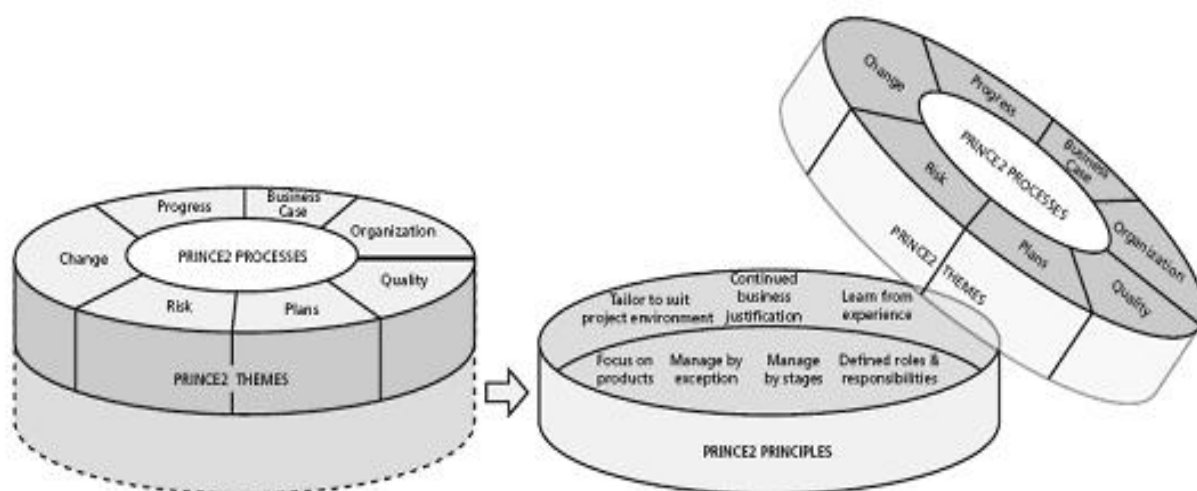 Progress
Business
Case
Organization
Change
PRINCE2 PROCESSES
Quality
Risk
Plans
PRINCE2 THEMES
Tailor to suit
project environment
Continued
business
justification
Learn from
experience
Focus on
products
Manage by
exception
Manage
by stages
Defined roles &
responsibilities
PRINCE2 PRINCIPLES
Change
Progress
Business
Case
PRINCE2 PROCESSES
Risk
Organization
Plans
Quality
PRINCE2 THEMES